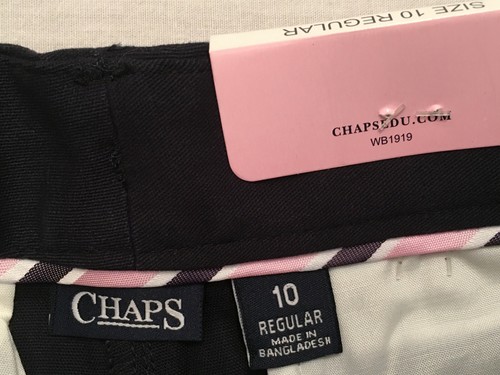 SIZE 10 REGULAR
CHAPSEDU.COM
WB1919
CHAPS
10
REGULAR
MADE IN
BANGLADESH